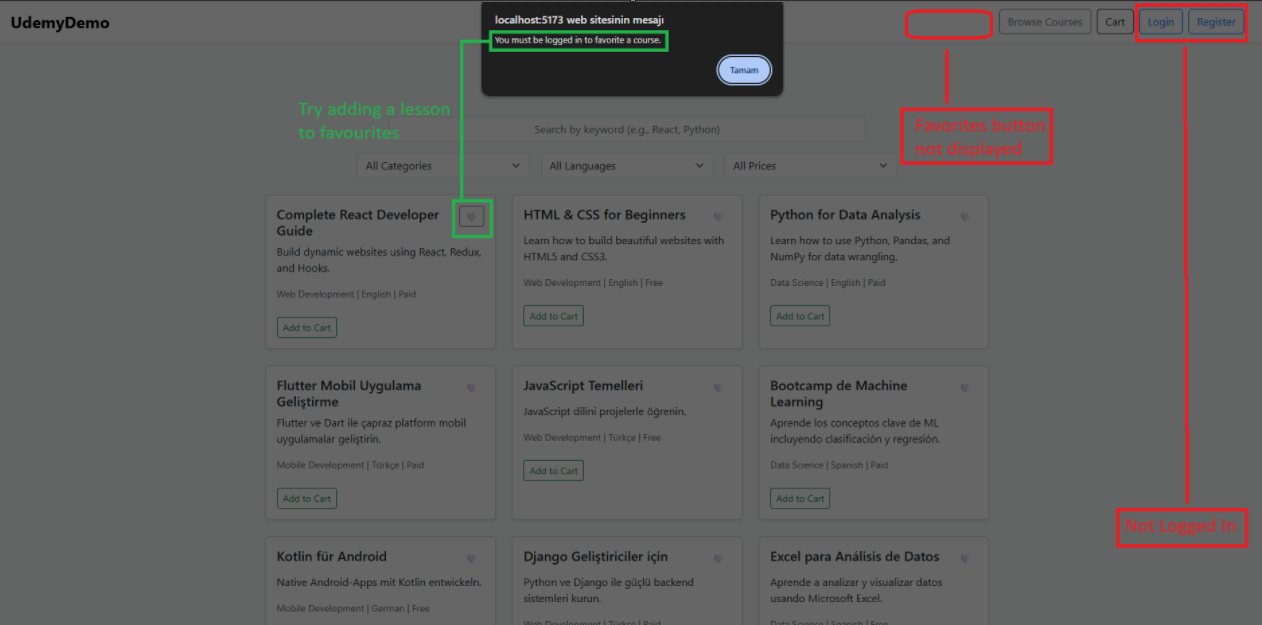 UdemyDemo
localhost:5173 web sitesinin mesajı
You must be logged in to favorite a course.
Tamam
Browse Courses
Cart
Login
Register
Try adding a lesson
to favourites
Favorites button
not displayed
Search by keyword (e.g., React, Python)
All Categories
All Languages
All Prices
Complete React Developer
Guide
Build dynamic websites using React, Redux,
and Hooks.
Web Development | English | Paid
Add to Cart
HTML & CSS for Beginners
Learn how to build beautiful websites with
HTML5 and CSS3.
Web Development | English | Free
Add to Cart
Python for Data Analysis
Learn how to use Python, Pandas, and
NumPy for data wrangling.
Data Science | English | Paid
Add to Cart
Flutter Mobil Uygulama
Geliştirme
Flutter ve Dart ile çapraz platform mobil
uygulamalar geliştirin.
Mobile Development | Türkçe | Paid
Add to Cart
JavaScript Temelleri
JavaScript dilini projelerle öğrenin.
Web Development | Türkçe | Free
Add to Cart
Bootcamp de Machine
Learning
Aprende los conceptos clave de ML
incluyendo clasificación y regresión.
Data Science | Spanish | Paid
Add to Cart
Not Logged In
Kotlin für Android
Native Android-Apps mit Kotlin entwickeln.
Mobile Development | German | Free
Django Geliştiriciler için
Python ve Django ile güçlü backend
sistemleri kurun.
Web Development | Türkçe | Paid
Excel para Análisis de Datos
Aprende a analizar y visualizar datos
usando Microsoft Excel.
Data Science | Spanish | Free